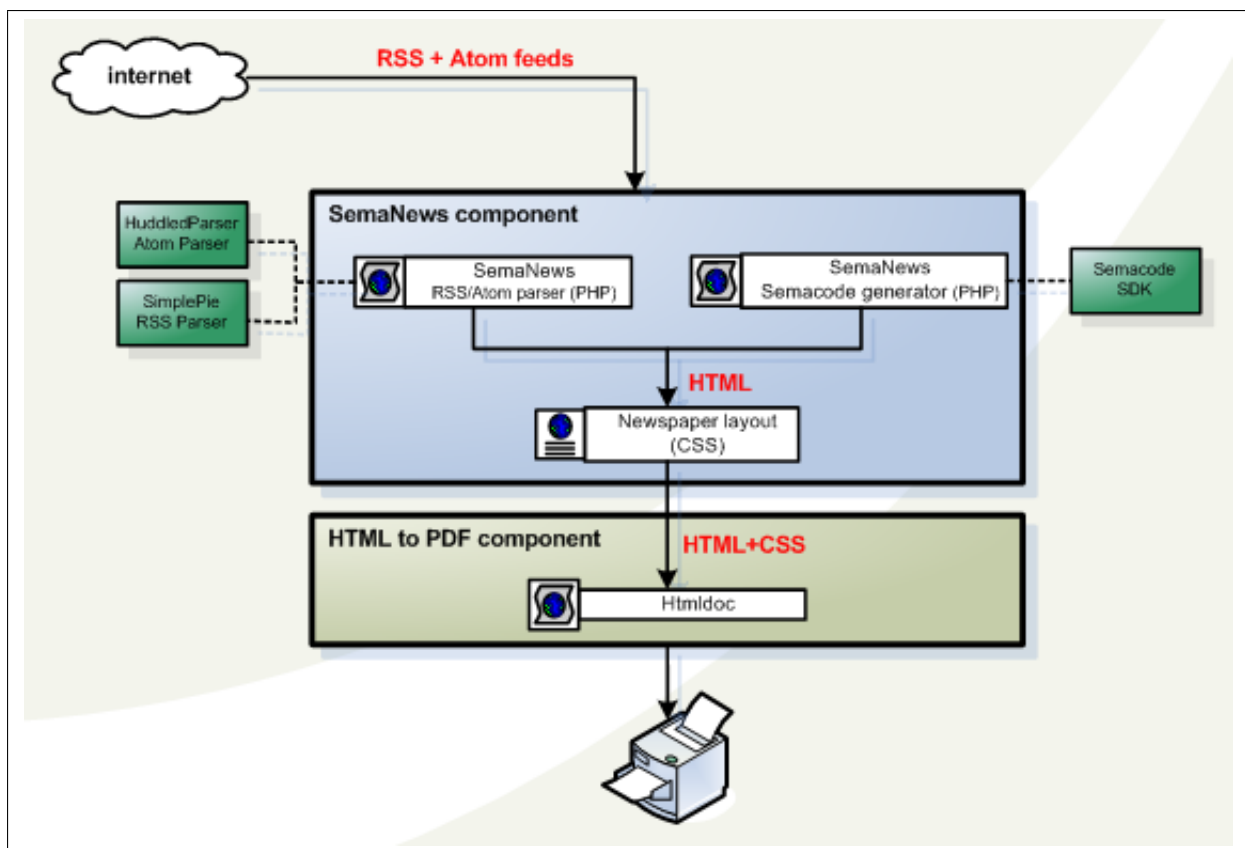 internet
RSS + Atom feeds
SemaNews component
HuddledParser
Atom Parser
SimplePie
RSS Parser
SemaNews
RSS/Atom parser (PHP)
SemaNews
Semacode generator (PHP)
Semacode
SDK
HTML
Newspaper layout
(CSS)
HTML to PDF component
HTML+CSS
Htmldoc